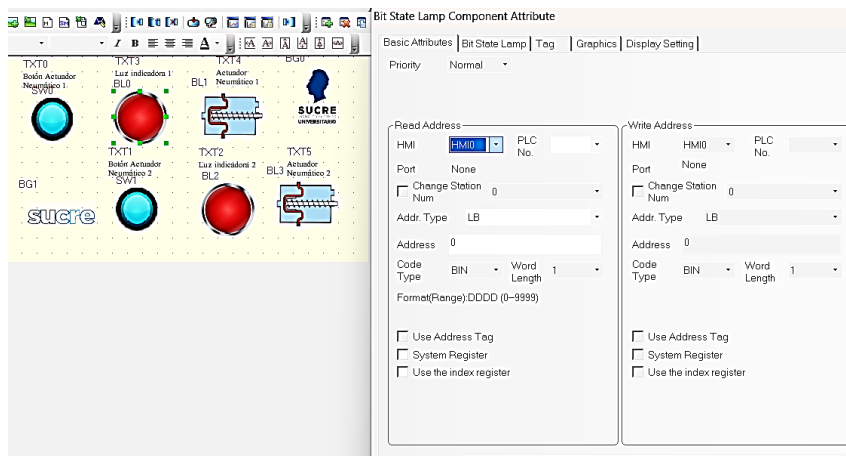 Bit State Lamp Component Attribute
Basic Attributes Bit State Lamp Tag Graphics Display Setting
Priority Normal
Read Address
HMI HMI0 PLC No.
Port None
Change Station Num 0
Addr. Type LB
Address 0
Code Type BIN Word Length 1
Format(Range):DDDD (0~9999)
Use Address Tag
System Register
Use the index register
Write Address
HMI HMI0 PLC No.
Port None
Change Station Num 0
Addr. Type LB
Address 0
Code Type BIN Word Length 1
Use Address Tag
System Register
Use the index register
I B A
TXT0
Botón Actuador
Neumático 1
SW0
TXT3
Luz indicadora 1
BL0
TXT4
Actuador
Neumático 1
BL1
BG0
SUCRE
UNIVERSITARIO
TXT1
Botón Actuador
Neumático 2
SW1
TXT2
Luz indicadora 2
BL2
TXT5
Actuador
Neumático 2
BL3
BG1
sucre